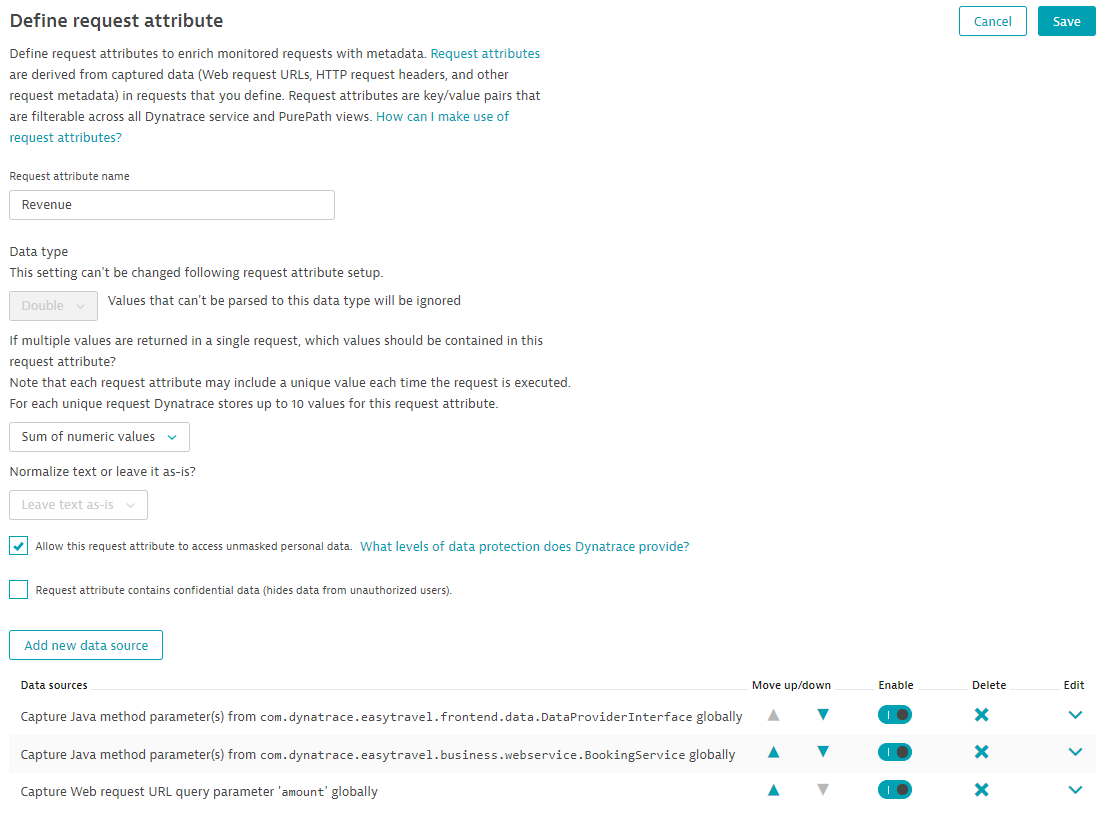 Define request attribute
Cancel
Save
Define request attributes to enrich monitored requests with metadata. Request attributes
are derived from captured data (Web request URLs, HTTP request headers, and other
request metadata) in requests that you define. Request attributes are key/value pairs that
are filterable across all Dynatrace service and PurePath views. How can I make use of
request attributes?
Request attribute name
Revenue
Data type
This setting can't be changed following request attribute setup.
Double
Values that can't be parsed to this data type will be ignored
If multiple values are returned in a single request, which values should be contained in this
request attribute?
Note that each request attribute may include a unique value each time the request is executed.
For each unique request Dynatrace stores up to 10 values for this request attribute.
Sum of numeric values
Normalize text or leave it as-is?
Leave text as-is
Allow this request attribute to access unmasked personal data. What levels of data protection does Dynatrace provide?
Request attribute contains confidential data (hides data from unauthorized users).
Add new data source
Data sources Move up/down Enable Delete Edit
Capture Java method parameter(s) from com.dynatrace.easytravel.frontend.data.DataProviderInterface globally
Capture Java method parameter(s) from com.dynatrace.easytravel.business.webservice.BookingService globally
Capture Web request URL query parameter 'amount' globally